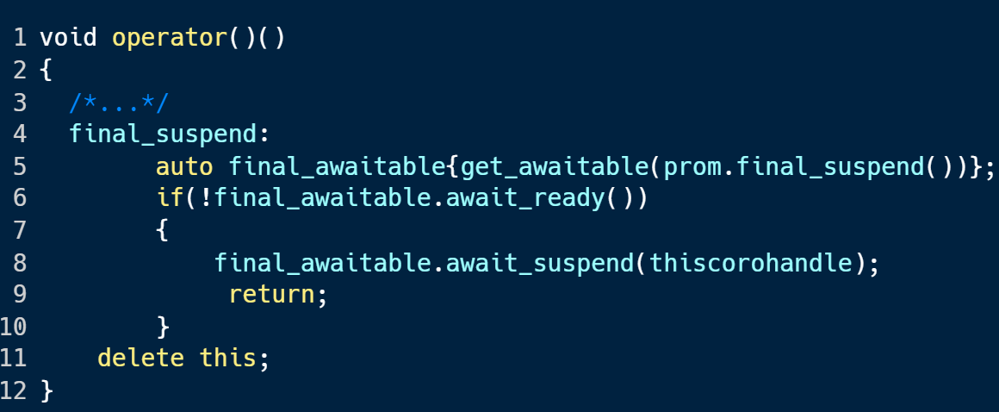 1 void operator()()
2 {
3   /*...*/
4   final_suspend:
5         auto final_awaitable{get_awaitable(prom.final_suspend())};
6         if(!final_awaitable.await_ready())
7         {
8             final_awaitable.await_suspend(thiscorohandle);
9              return;
10         }
11     delete this;
12 }